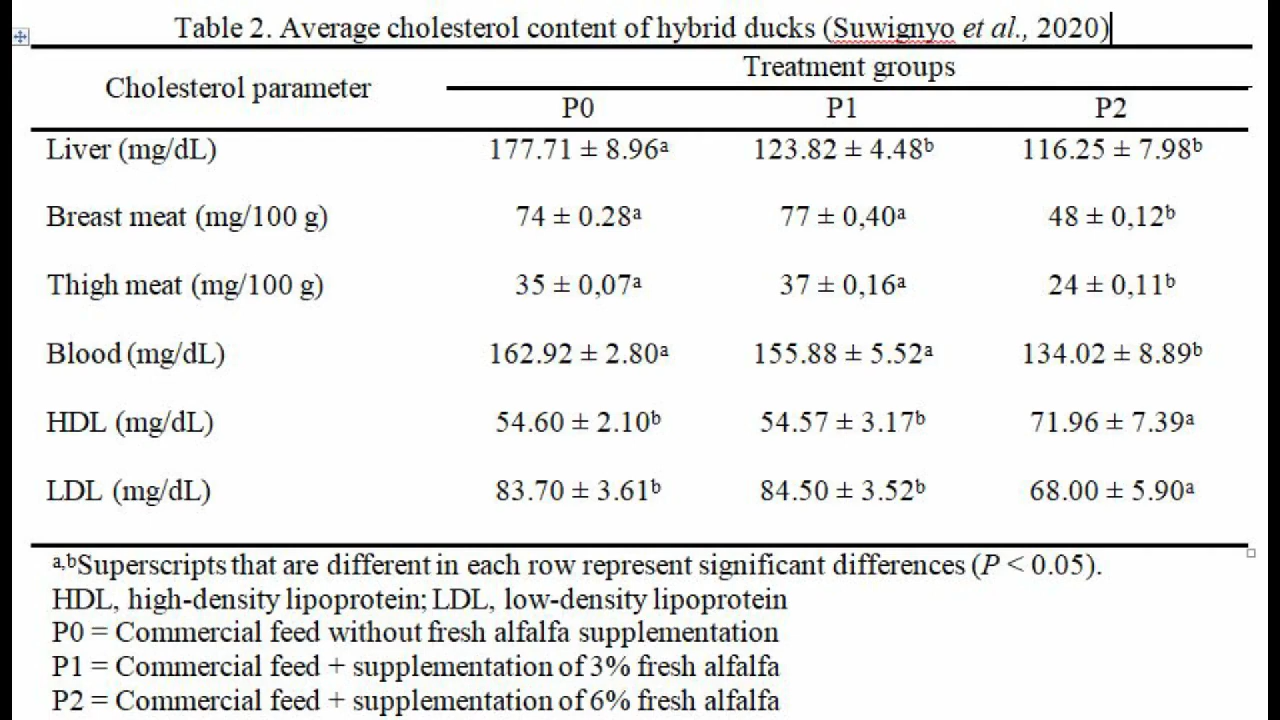 Table 2. Average cholesterol content of hybrid ducks (Suwignyo et al., 2020)
Cholesterol parameter Treatment groups
P0 P1 P2
Liver (mg/dL) 177.71 ± 8.96ᵃ 123.82 ± 4.48ᵇ 116.25 ± 7.98ᵇ
Breast meat (mg/100 g) 74 ± 0.28ᵃ 77 ± 0,40ᵃ 48 ± 0,12ᵇ
Thigh meat (mg/100 g) 35 ± 0,07ᵃ 37 ± 0,16ᵃ 24 ± 0,11ᵇ
Blood (mg/dL) 162.92 ± 2.80ᵃ 155.88 ± 5.52ᵃ 134.02 ± 8.89ᵇ
HDL (mg/dL) 54.60 ± 2.10ᵇ 54.57 ± 3.17ᵇ 71.96 ± 7.39ᵃ
LDL (mg/dL) 83.70 ± 3.61ᵇ 84.50 ± 3.52ᵇ 68.00 ± 5.90ᵃ
ᵃ,ᵇSuperscripts that are different in each row represent significant differences (P < 0.05).
HDL, high-density lipoprotein; LDL, low-density lipoprotein
P0 = Commercial feed without fresh alfalfa supplementation
P1 = Commercial feed + supplementation of 3% fresh alfalfa
P2 = Commercial feed + supplementation of 6% fresh alfalfa